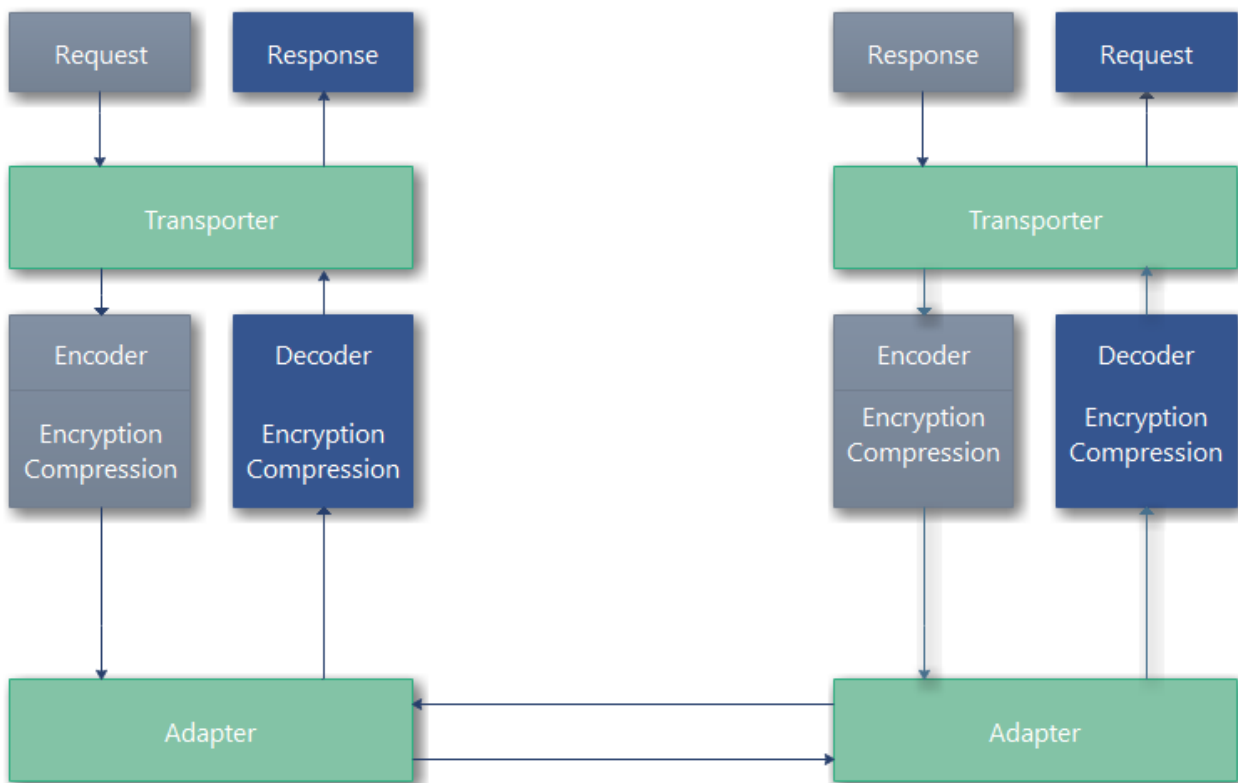 Request
Response
Response
Request
Transporter
Transporter
Encoder
Decoder
Encoder
Decoder
Encryption
Compression
Encryption
Compression
Encryption
Compression
Encryption
Compression
Adapter
Adapter